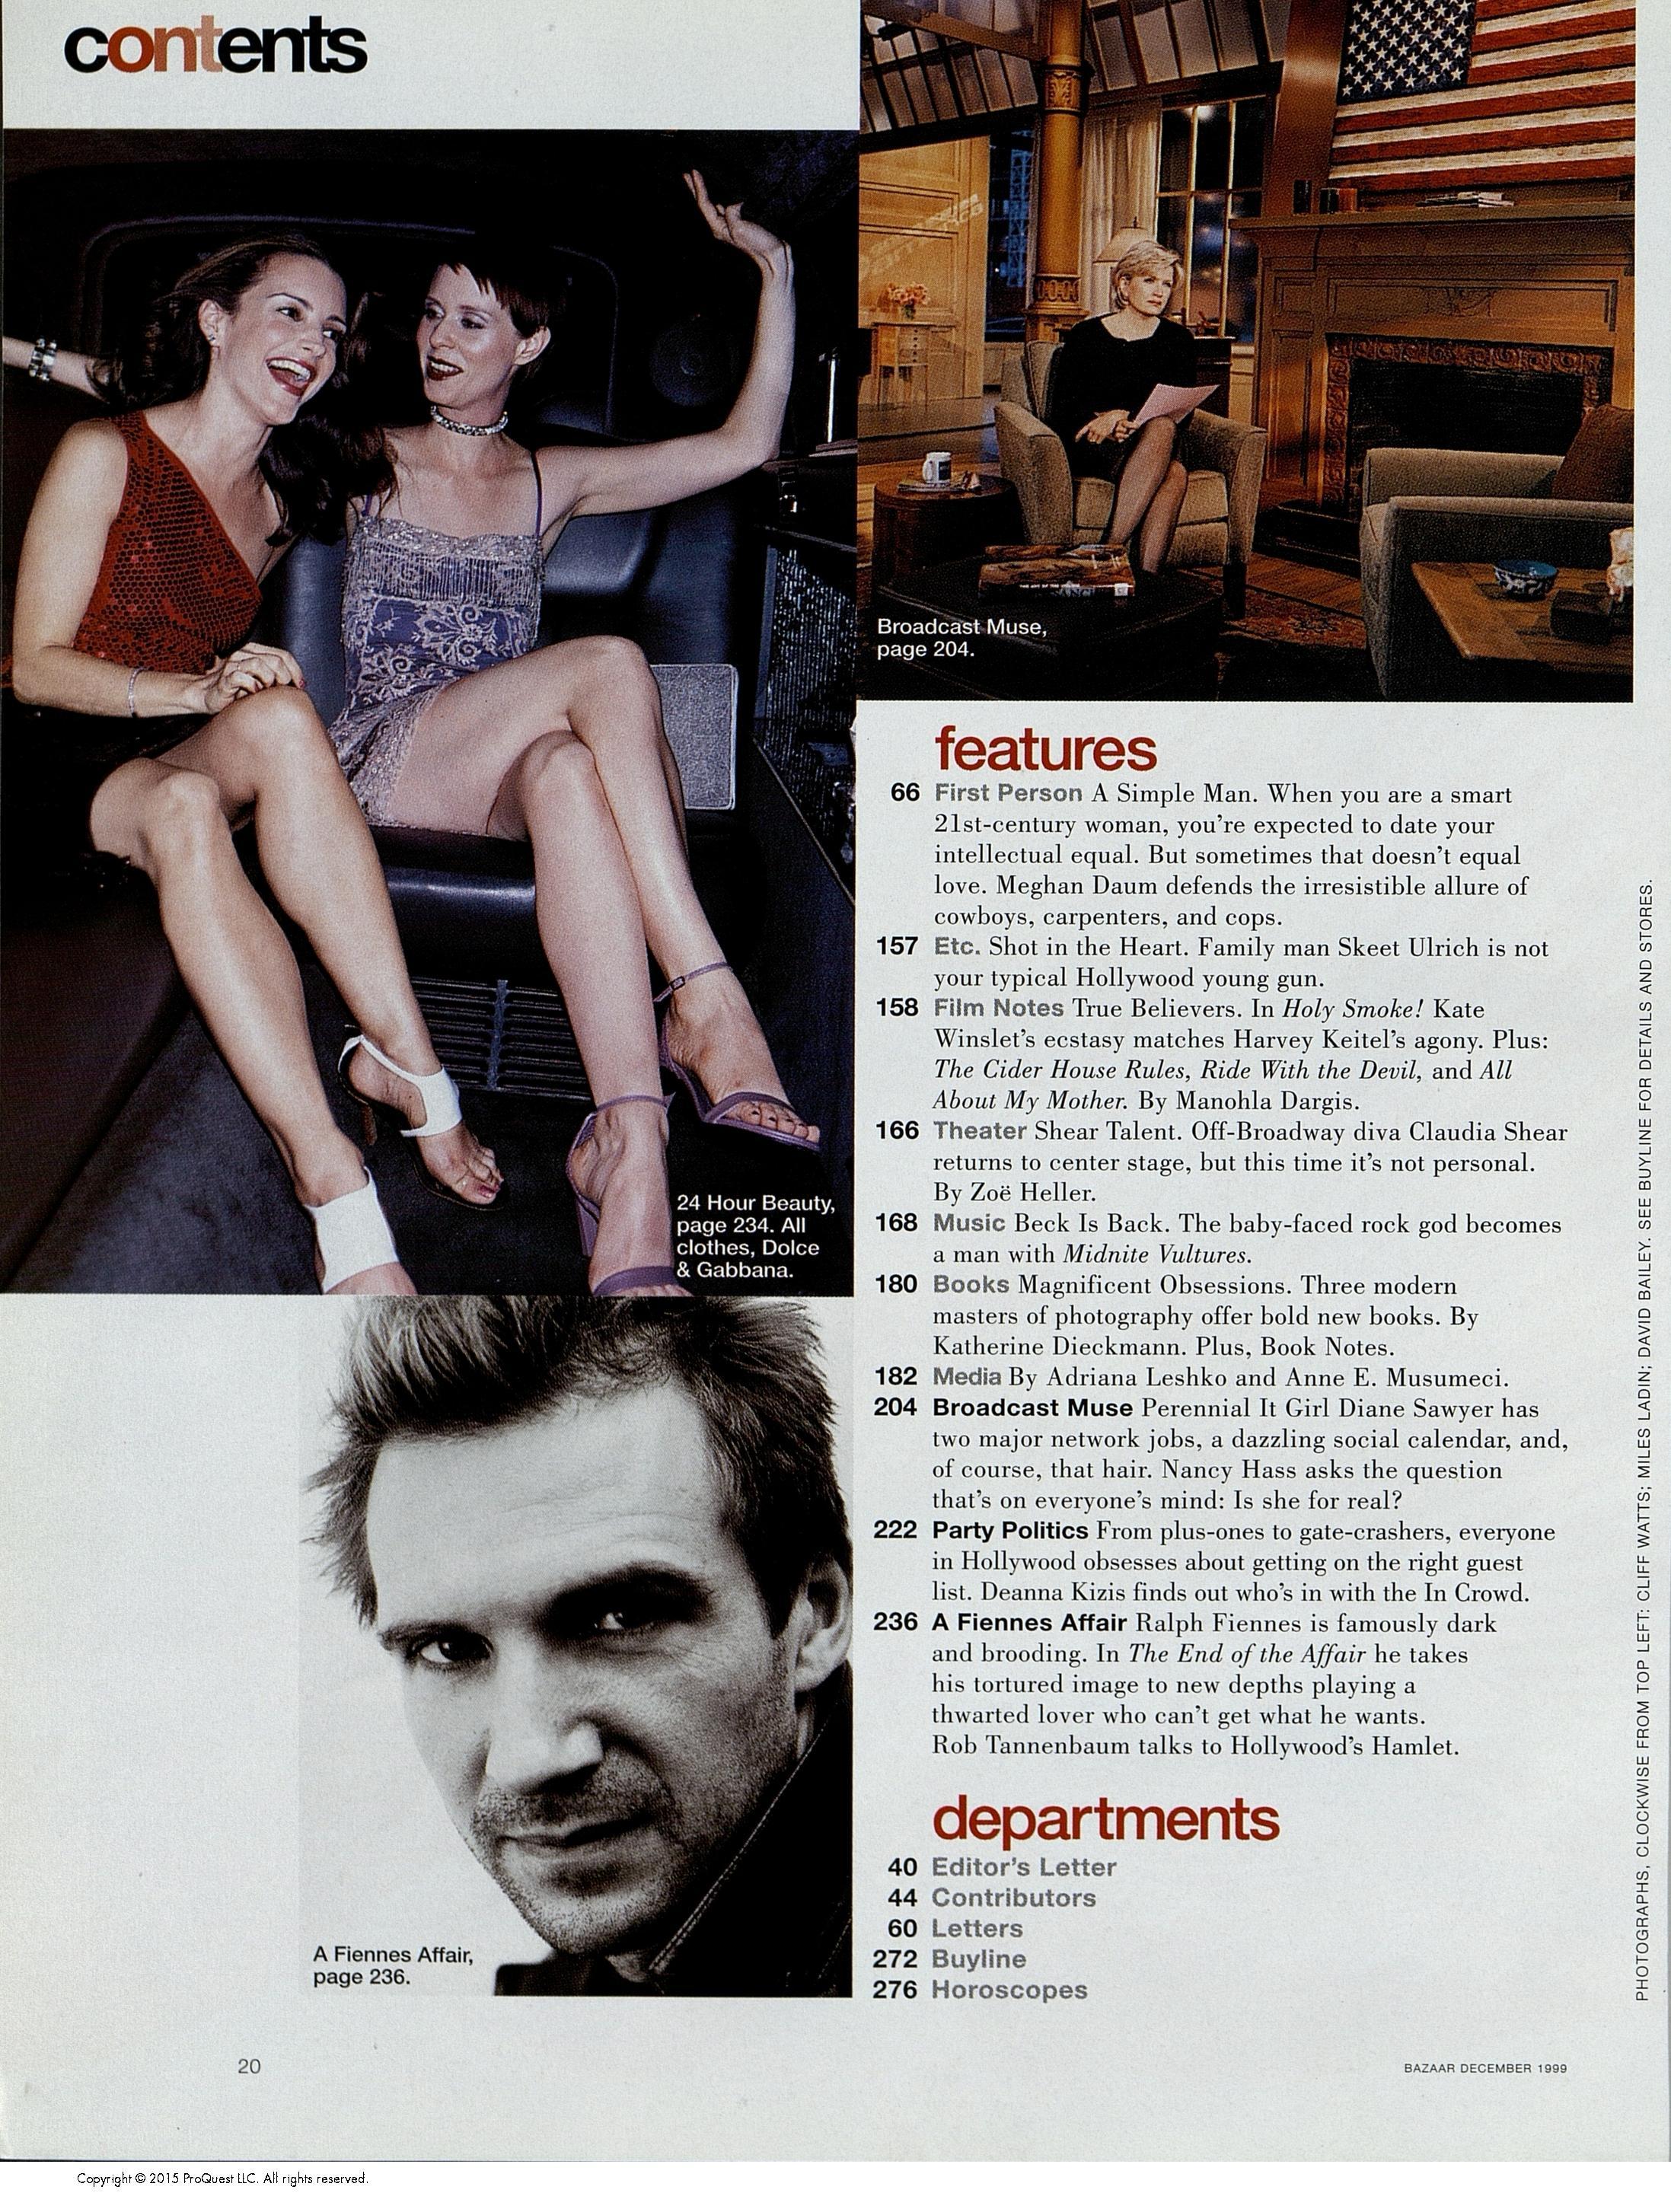 contents
Broadcast Muse,
page 204.
24 Hour Beauty,
page 234. All
clothes, Dolce
& Gabbana.
A Fiennes Affair,
page 236.
features
66 First Person A Simple Man. When you are a smart
21st-century woman, you're expected to date your
intellectual equal. But sometimes that doesn't equal
love. Meghan Daum defends the irresistible allure of
cowboys, carpenters, and cops.
157 Etc. Shot in the Heart. Family man Skeet Ulrich is not
your typical Hollywood young gun.
158 Film Notes True Believers. In Holy Smoke! Kate
Winslet's ecstasy matches Harvey Keitel's agony. Plus:
The Cider House Rules, Ride With the Devil, and All
About My Mother. By Manohla Dargis.
166 Theater Shear Talent. Off-Broadway diva Claudia Shear
returns to center stage, but this time it's not personal.
By Zoë Heller.
168 Music Beck Is Back. The baby-faced rock god becomes
a man with Midnite Vultures.
180 Books Magnificent Obsessions. Three modern
masters of photography offer bold new books. By
Katherine Dieckmann. Plus, Book Notes.
182 Media By Adriana Leshko and Anne E. Musumeci.
204 Broadcast Muse Perennial It Girl Diane Sawyer has
two major network jobs, a dazzling social calendar, and,
of course, that hair. Nancy Hass asks the question
that's on everyone's mind: Is she for real?
222 Party Politics From plus-ones to gate-crashers, everyone
in Hollywood obsesses about getting on the right guest
list. Deanna Kizis finds out who's in with the In Crowd.
236 A Fiennes Affair Ralph Fiennes is famously dark
and brooding. In The End of the Affair he takes
his tortured image to new depths playing a
thwarted lover who can't get what he wants.
Rob Tannenbaum talks to Hollywood's Hamlet.
departments
40 Editor's Letter
44 Contributors
60 Letters
272 Buyline
276 Horoscopes
PHOTOGRAPHS, CLOCKWISE FROM TOP LEFT: CLIFF WATTS; MILES LADIN; DAVID BAILEY. SEE BUYLINE FOR DETAILS AND STORES.
20
BAZAAR DECEMBER 1999
Copyright © 2015 ProQuest LLC. All rights reserved.